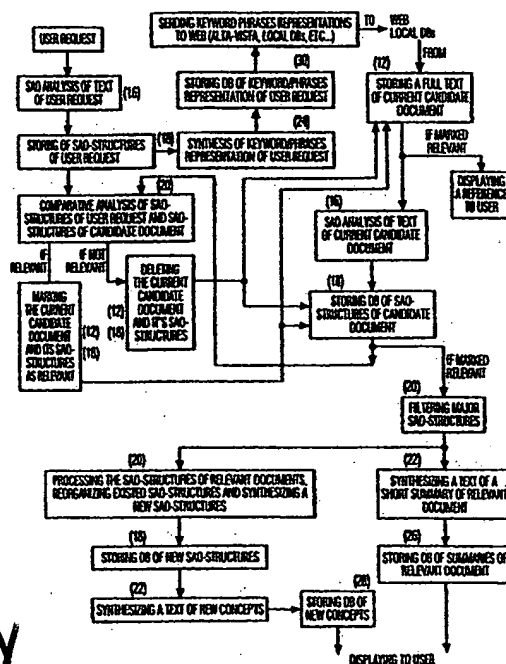 USER REQUEST
SAO ANALYSIS OF TEXT
OF USER REQUEST
(16)
STORING OF SAO-STRUCTURES
OF USER REQUEST
(18)
SENDING KEYWORD PHRASES REPRESENTATIONS
TO WEB (ALTA-VISTA, LOCAL DBs, ETC...)
TO
WEB
LOCAL DBs
FROM
(30)
STORING DB OF KEYWORD/PHRASES
REPRESENTATION OF USER REQUEST
(24)
SYNTHESIS OF KEYWORD/PHRASES
REPRESENTATION OF USER REQUEST
(12)
STORING A FULL TEXT
OF CURRENT CANDIDATE
DOCUMENT
IF MARKED
RELEVANT
DISPLAYING
A REFERENCE
TO USER
(20)
COMPARATIVE ANALYSIS OF SAO-
STRUCTURES OF USER REQUEST AND SAO-
STRUCTURES OF CANDIDATE DOCUMENT
IF
RELEVANT
IF NOT
RELEVANT
MARKING
THE CURRENT
CANDIDATE
DOCUMENT
AND ITS SAO-
STRUCTURES
AS RELEVANT
(12)
(18)
DELETING
THE CURRENT
CANDIDATE
DOCUMENT
AND IT'S SAO-
STRUCTURES
(12)
(18)
(16)
SAO ANALYSIS OF TEXT
OF CURRENT CANDIDATE
DOCUMENT
(18)
STORING DB OF SAO-
STRUCTURES OF CANDIDATE
DOCUMENT
IF MARKED
RELEVANT
(20)
FILTERING MAJOR
SAO-STRUCTURES
(20)
PROCESSING THE SAO-STRUCTURES OF RELEVANT DOCUMENTS,
REORGANIZING EXISTED SAO-STRUCTURES AND SYNTHESIZING A
NEW SAO-STRUCTURES
(18)
STORING DB OF NEW SAO-STRUCTURES
(22)
SYNTHESIZING A TEXT OF NEW CONCEPTS
(28)
STORING DB OF
NEW CONCEPTS
(22)
SYNTHESIZING A TEXT OF A
SHORT SUMMARY OF RELEVANT
DOCUMENT
(26)
STORING DB OF SUMMARIES OF
RELEVANT DOCUMENT
DISPLAYING TO USER
y